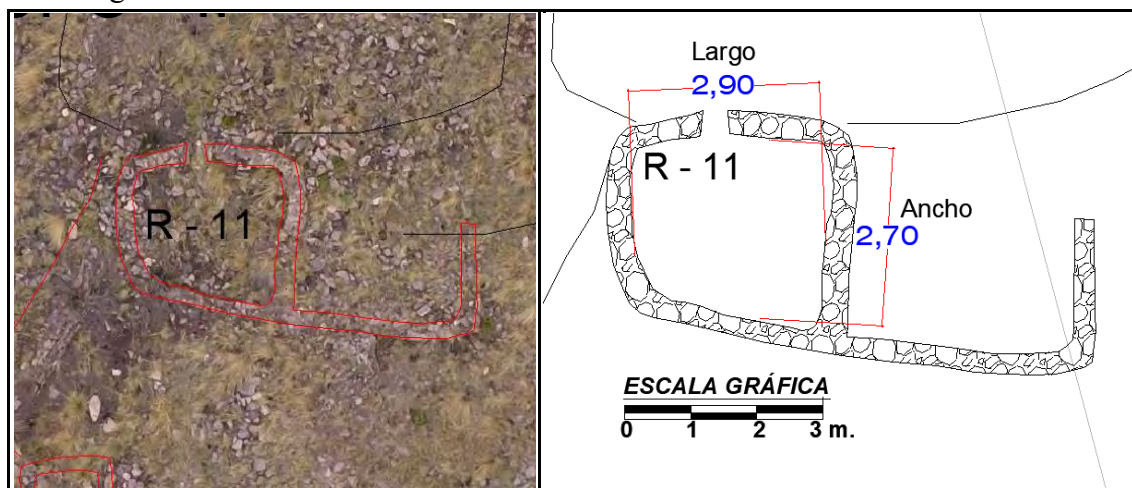 R - 11
Largo
2,90
R - 11
Ancho
2,70
ESCALA GRÁFICA
0 1 2 3 m.